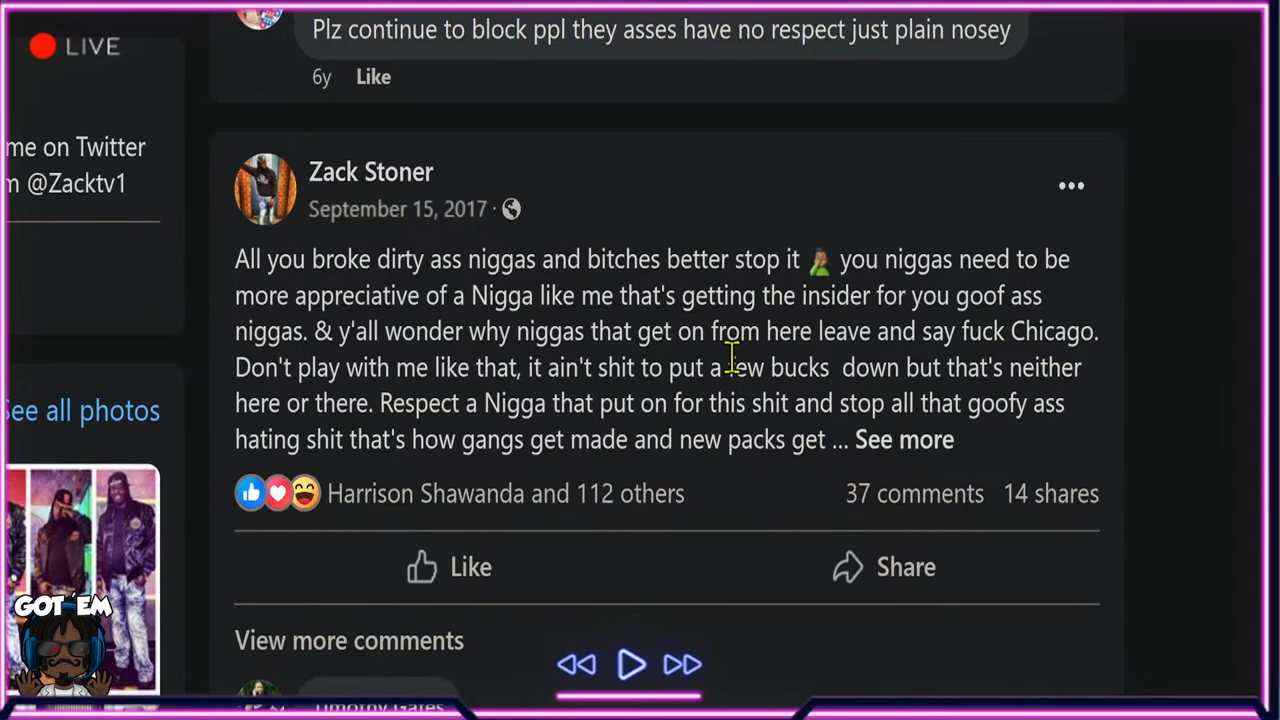 LIVE
Plz continue to block ppl they asses have no respect just plain nosey
6y Like
me on Twitter
@Zacktv1
See all photos
Zack Stoner
September 15, 2017 ·
All you broke dirty ass niggas and bitches better stop it 🤦🏾‍♂️ you niggas need to be
more appreciative of a Nigga like me that's getting the insider for you goof ass
niggas. & y'all wonder why niggas that get on from here leave and say fuck Chicago.
Don't play with me like that, it ain't shit to put a few bucks down but that's neither
here or there. Respect a Nigga that put on for this shit and stop all that goofy ass
hating shit that's how gangs get made and new packs get ... See more
Harrison Shawanda and 112 others 37 comments 14 shares
Like Share
View more comments
Timothy Gates
GOT 'EM